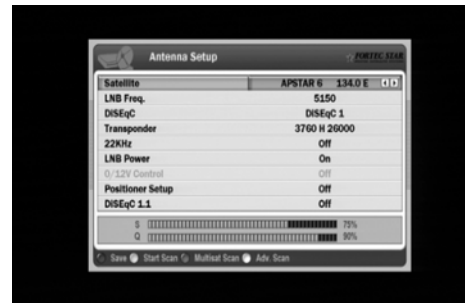 Antenna Setup
FORTEC STAR
Satellite APSTAR 6 134.0 E
LNB Freq. 5150
DISEqC DISEqC 1
Transponder 3760 H 26000
22KHz Off
LNB Power On
0/12V Control Off
Positioner Setup Off
DISEqC 1.1 Off
S 75%
Q 90%
Save Start Scan Multisat Scan Adv. Scan